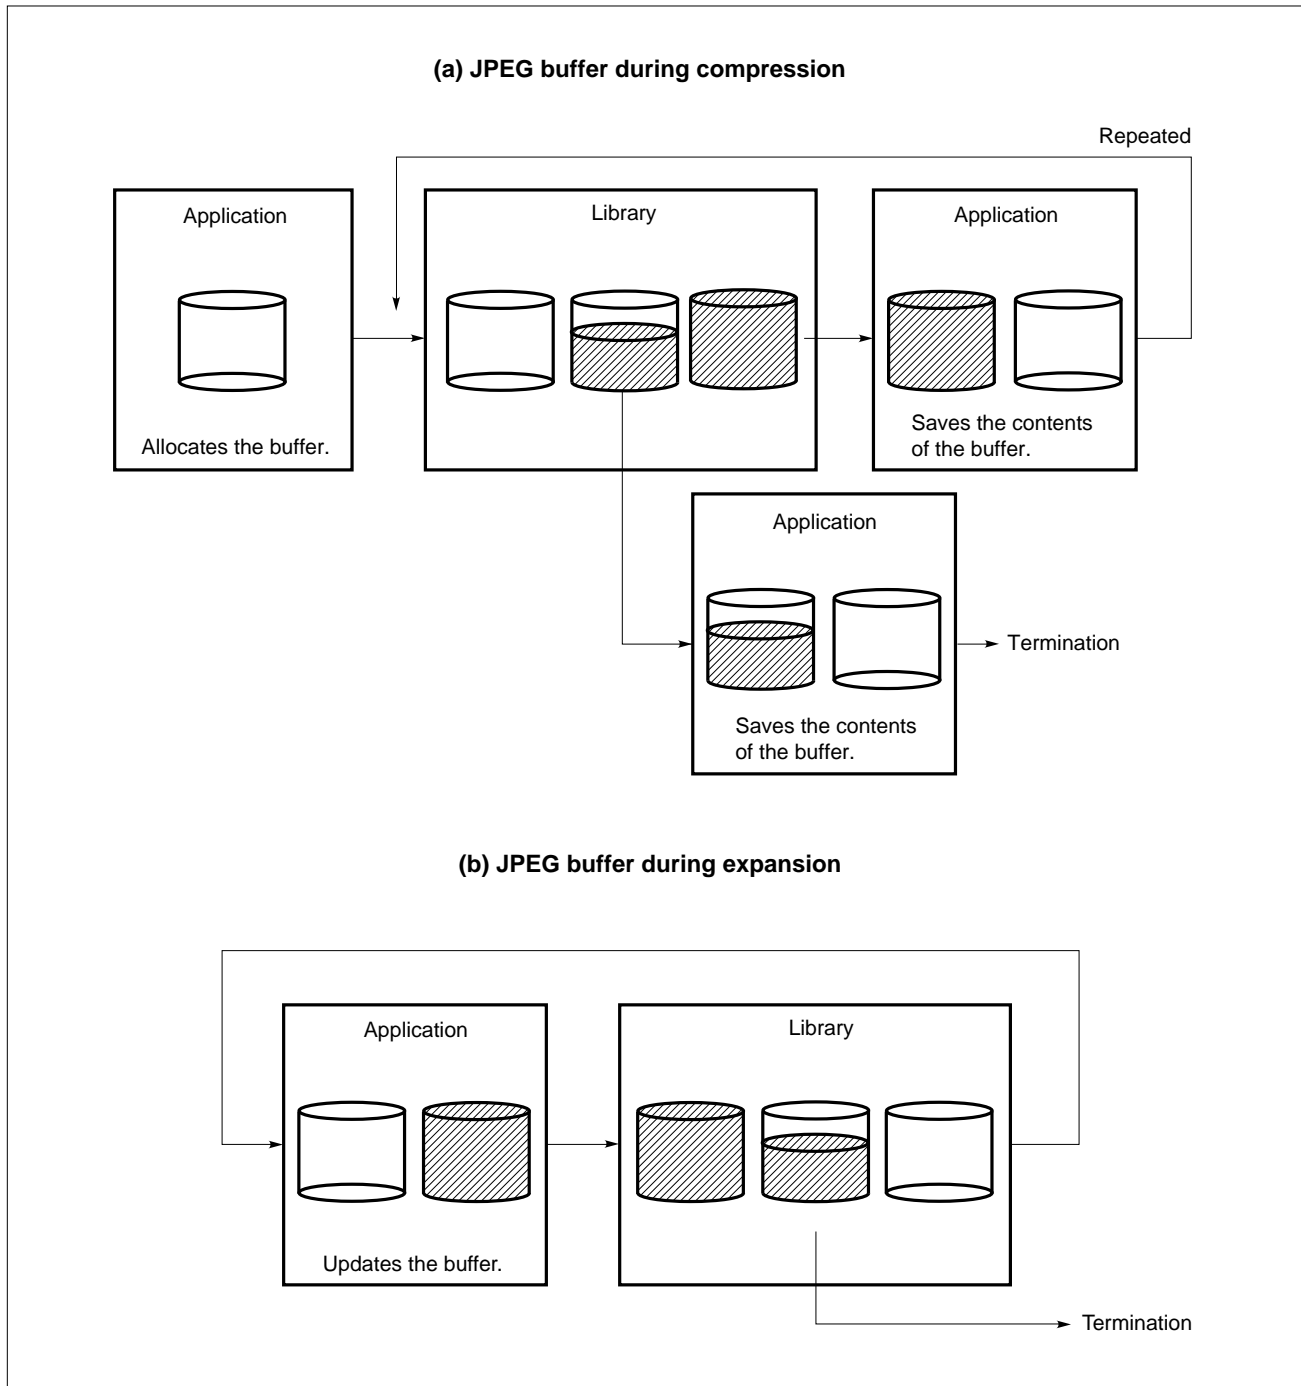 (a) JPEG buffer during compression
Repeated
Application
Library
Application
Allocates the buffer.
Saves the contents
of the buffer.
Application
Termination
Saves the contents
of the buffer.
(b) JPEG buffer during expansion
Application
Library
Updates the buffer.
Termination